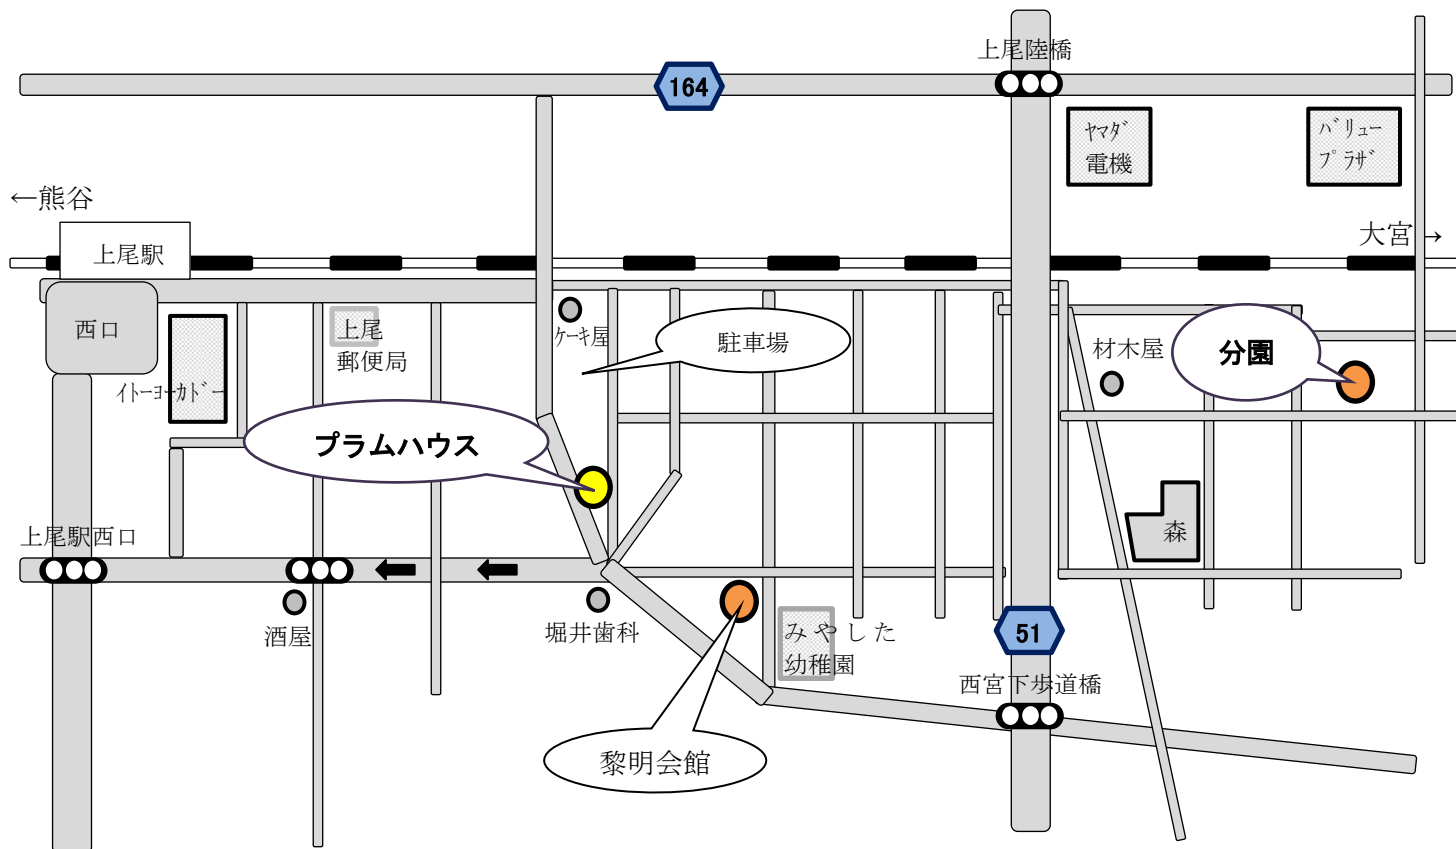 上尾陸橋
164
ﾔﾏﾀﾞ
電機
ﾊﾞﾘｭｰ
ﾌﾟﾗｻﾞ
←熊谷
大宮→
上尾駅
西口
上尾
郵便局
ｹｰｷ屋
駐車場
材木屋
分園
ｲﾄｰﾖｰｶﾄﾞｰ
プラムハウス
上尾駅西口
森
酒屋
堀井歯科
みやした
幼稚園
51
西宮下歩道橋
黎明会館